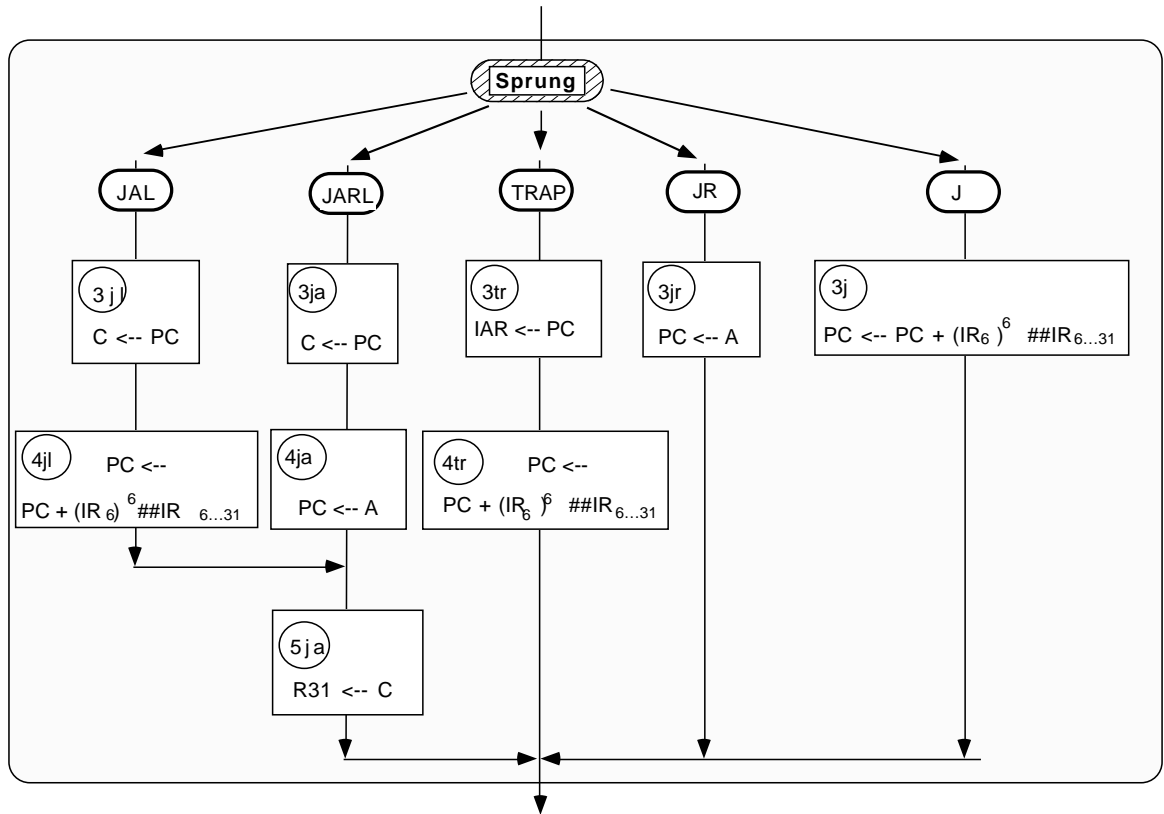 Sprung
JAL
JARL
TRAP
JR
J
3jl
C <-- PC
3ja
C <-- PC
3tr
IAR <-- PC
3jr
PC <-- A
3j
PC <-- PC + (IR6 )6 ##IR6...31
4jl
PC <--
PC + (IR6) 6##IR 6...31
4ja
PC <-- A
4tr
PC <--
PC + (IR6 )6 ##IR6...31
5ja
R31 <-- C